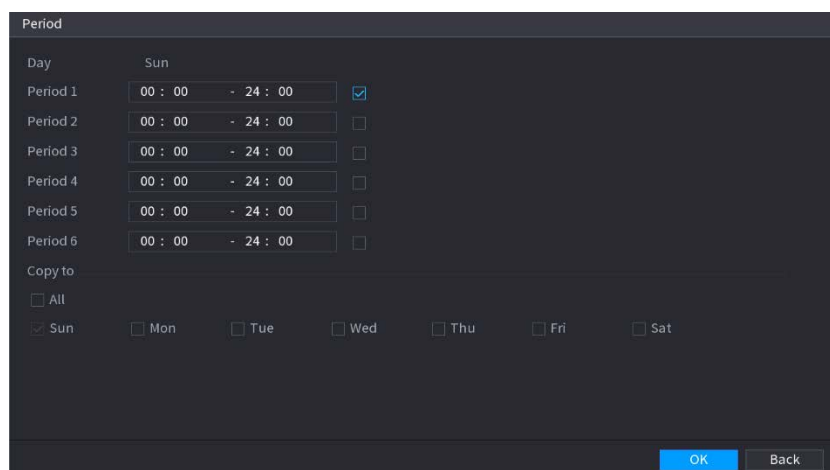 Period
Day Sun
Period 1 00 : 00 - 24 : 00
Period 2 00 : 00 - 24 : 00
Period 3 00 : 00 - 24 : 00
Period 4 00 : 00 - 24 : 00
Period 5 00 : 00 - 24 : 00
Period 6 00 : 00 - 24 : 00
Copy to
All
Sun Mon Tue Wed Thu Fri Sat
OK Back